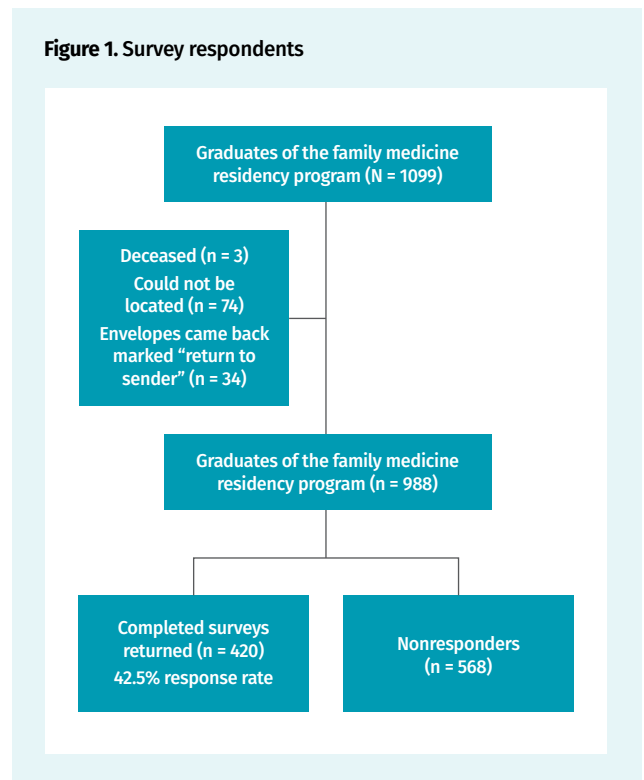 Figure 1. Survey respondents
Graduates of the family medicine
residency program (N = 1099)
Deceased (n = 3)
Could not be
located (n = 74)
Envelopes came back
marked “return to
sender” (n = 34)
Graduates of the family medicine
residency program (n = 988)
Completed surveys
returned (n = 420)
42.5% response rate
Nonresponders
(n = 568)